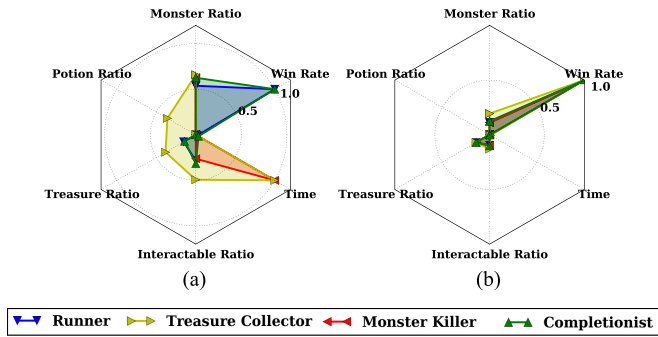 Monster Ratio
Monster Ratio
Potion Ratio
Win Rate
Potion Ratio
Win Rate
1.0
1.0
0.5
0.5
Treasure Ratio
Time
Treasure Ratio
Time
Interactable Ratio
Interactable Ratio
(a)
(b)
Runner
Treasure Collector
Monster Killer
Completionist